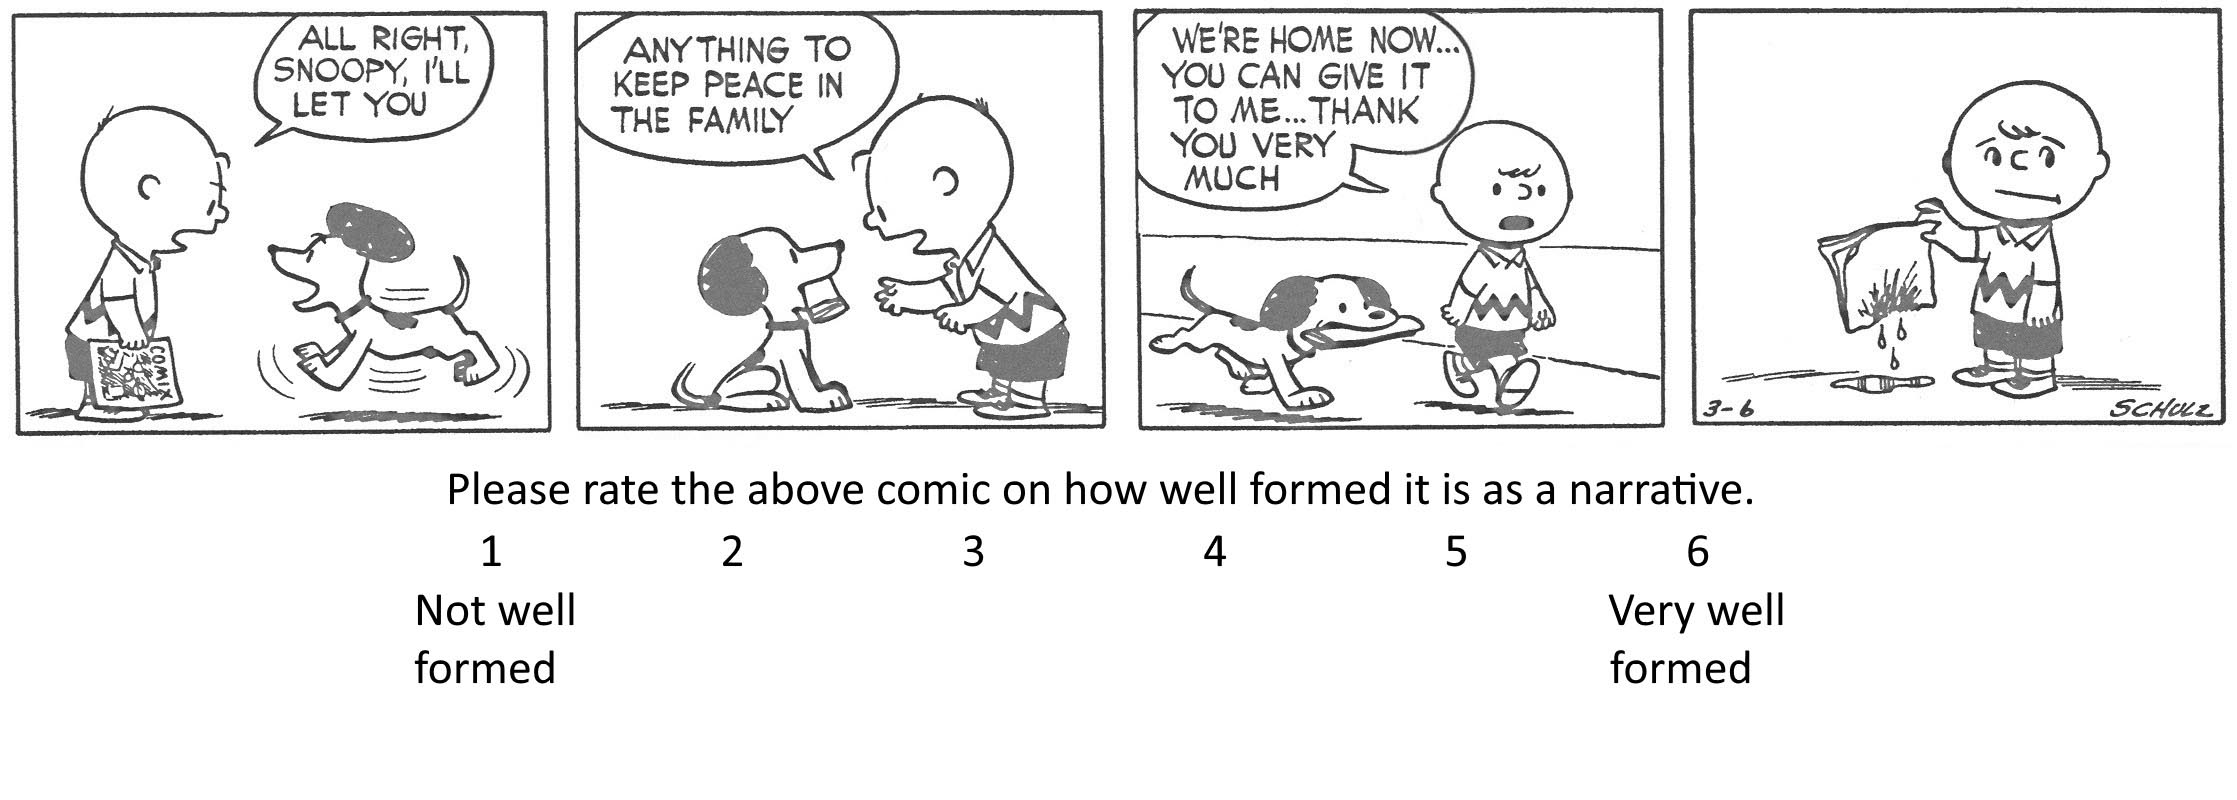 ALL RIGHT,
SNOOPY, I'LL
LET YOU
COMIX
ANYTHING TO
KEEP PEACE IN
THE FAMILY
WE'RE HOME NOW...
YOU CAN GIVE IT
TO ME...THANK
YOU VERY
MUCH
3-6
SCHULZ
Please rate the above comic on how well formed it is as a narrative.
1 2 3 4 5 6
Not well
formed
Very well
formed